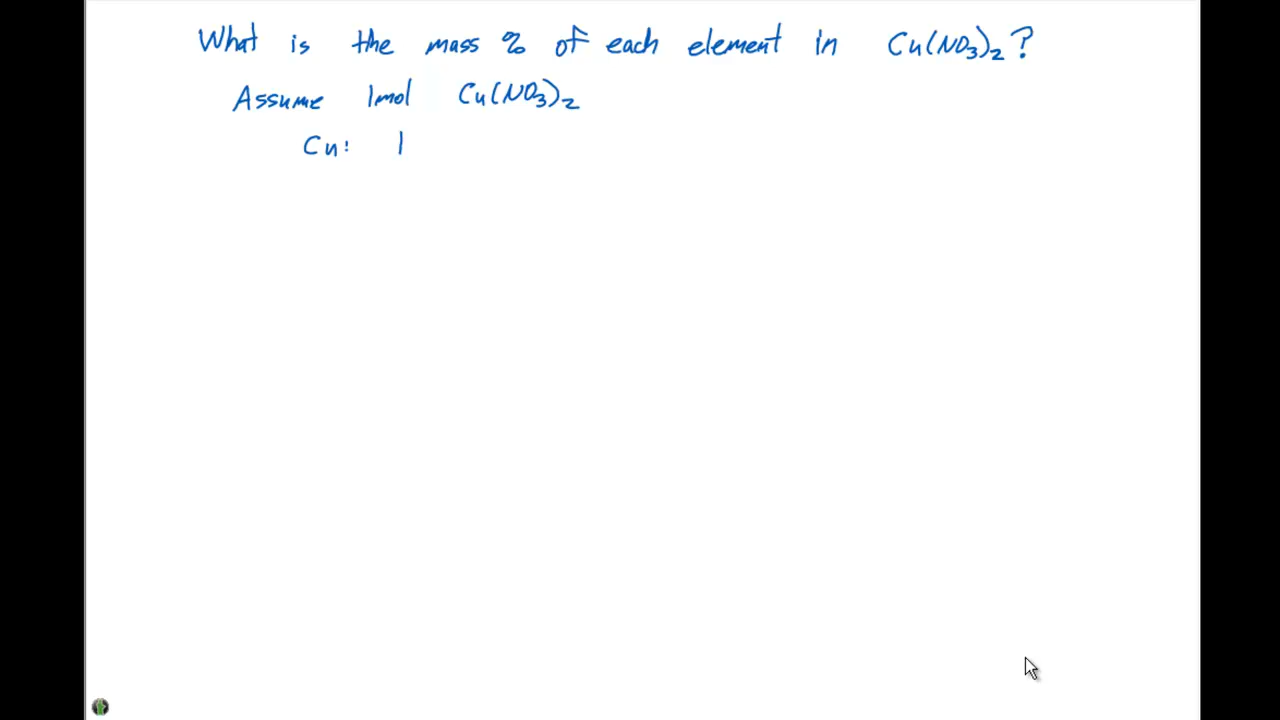 What is the mass % of each element in Cu(NO₃)₂?
Assume 1mol Cu(NO₃)₂
Cu: 1